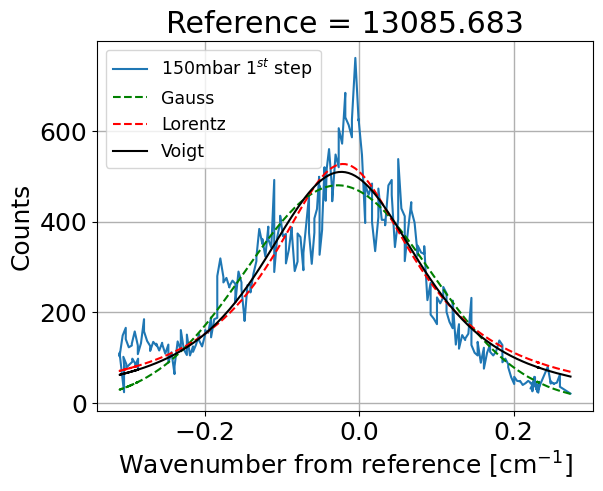 Reference = 13085.683
150mbar 1st step
Gauss
Lorentz
Voigt
Counts
600
400
200
0
−0.2
0.0
0.2
Wavenumber from reference [cm⁻¹]